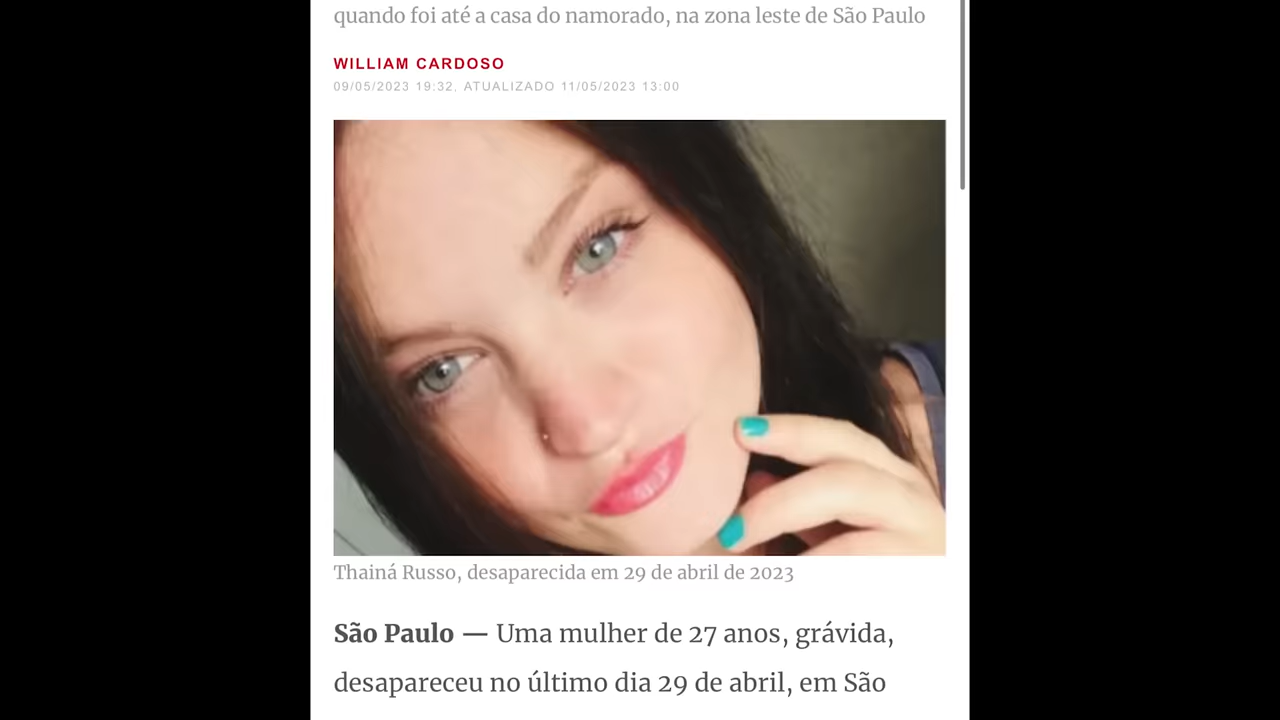 quando foi até a casa do namorado, na zona leste de São Paulo
WILLIAM CARDOSO
09/05/2023 19:32, ATUALIZADO 11/05/2023 13:00
Thainá Russo, desaparecida em 29 de abril de 2023
São Paulo — Uma mulher de 27 anos, grávida,
desapareceu no último dia 29 de abril, em São